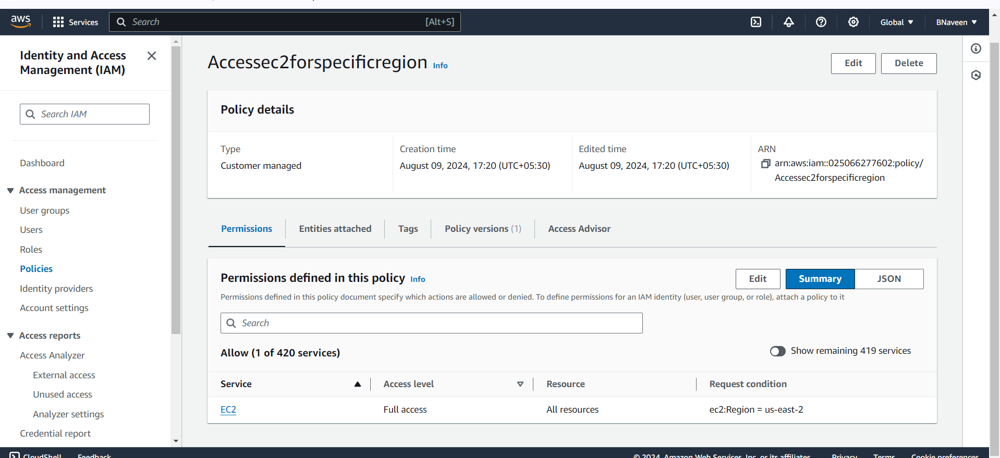 aws
Services
Search
[Alt+S]
Global
BNaveen
Identity and Access
Management (IAM)
Search IAM
Dashboard
Access management
User groups
Users
Roles
Policies
Identity providers
Account settings
Access reports
Access Analyzer
External access
Unused access
Analyzer settings
Credential report
Accessec2forspecificregion Info
Edit
Delete
Policy details
Type
Customer managed
Creation time
August 09, 2024, 17:20 (UTC+05:30)
Edited time
August 09, 2024, 17:20 (UTC+05:30)
ARN
arn:aws:iam::025066277602:policy/
Accessec2forspecificregion
Permissions
Entities attached
Tags
Policy versions (1)
Access Advisor
Permissions defined in this policy Info
Edit
Summary
JSON
Permissions defined in this policy document specify which actions are allowed or denied. To define permissions for an IAM identity (user, user group, or role), attach a policy to it
Search
Allow (1 of 420 services)
Show remaining 419 services
Service
Access level
Resource
Request condition
EC2
Full access
All resources
ec2:Region = us-east-2
CloudShell
Feedback
© 2024, Amazon Web Services, Inc. or its affiliates.
Privacy
Terms
Cookie preferences